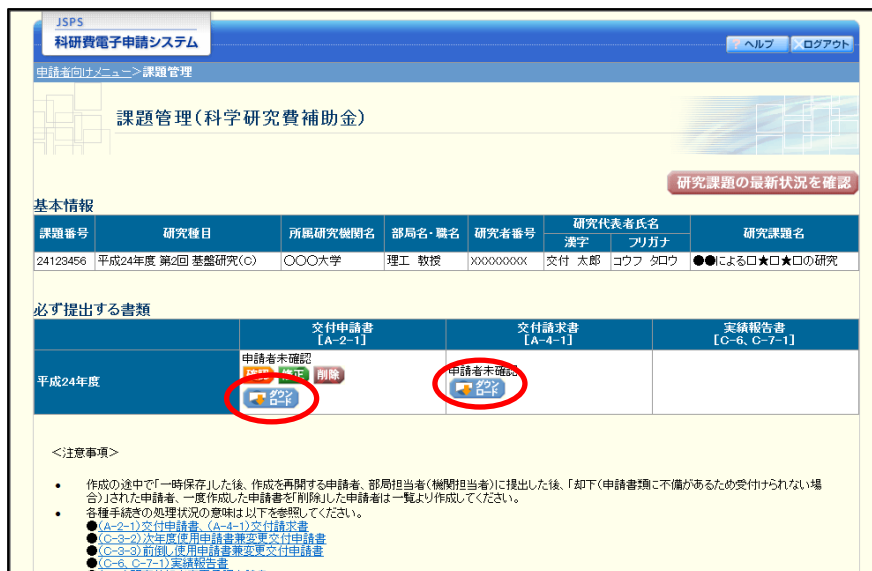 JSPS
科研費電子申請システム
? ヘルプ
×ログアウト
申請者向けメニュー>課題管理
課題管理(科学研究費補助金)
研究課題の最新状況を確認
基本情報
課題番号 研究種目 所属研究機関名 部局名・職名 研究者番号 研究代表者氏名 研究課題名
漢字 フリガナ
24123456 平成24年度 第2回 基盤研究(C) 〇〇〇大学 理工 教授 XXXXXXXX 交付 太郎 コウフ タロウ ●●による□★□★□の研究
必ず提出する書類
交付申請書 交付請求書 実績報告書
[A-2-1] [A-4-1] [C-6、C-7-1]
平成24年度
申請者未確認
確認 修正 削除
ダウンロード
申請者未確認
ダウンロード
<注意事項>
• 作成の途中で「一時保存」した後、作成を再開する申請者、部局担当者(機関担当者)に提出した後、「却下(申請書類に不備があるため受付けられない場
合)」された申請者、一度作成した申請書を「削除」した申請者は一覧より作成してください。
• 各種手続きの処理状況の意味は以下を参照してください。
●(A-2-1)交付申請書、(A-4-1)交付請求書
●(C-3-2)次年度使用申請書兼変更交付申請書
●(C-3-3)前倒し使用申請書兼変更交付申請書
●(C-6、C-7-1)実績報告書